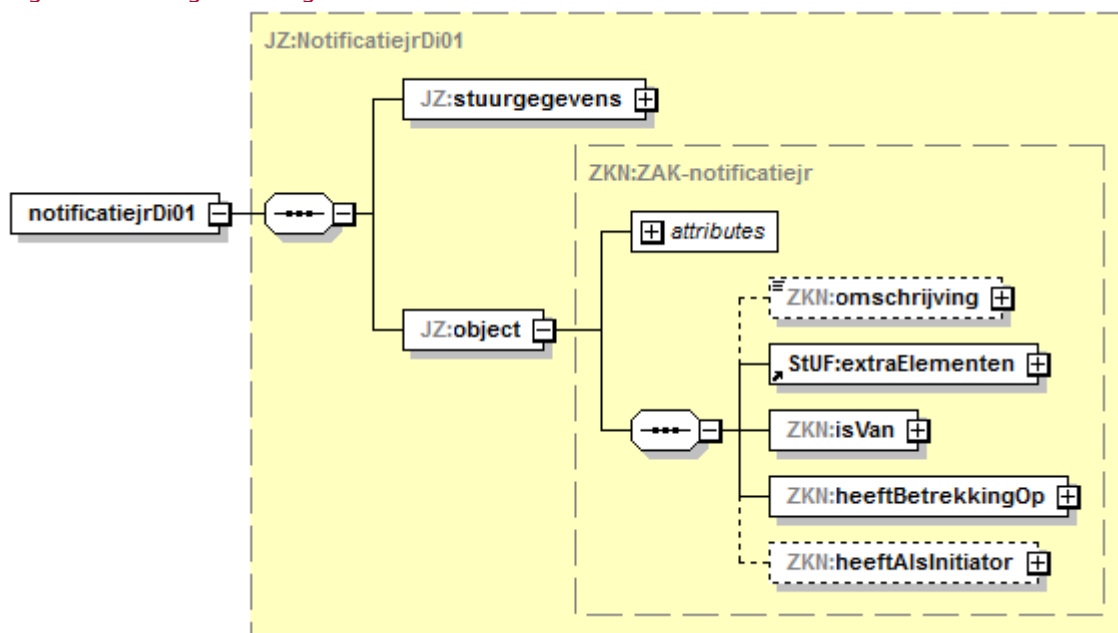 JZ:NotificatiejrDi01
JZ:stuurgegevens
ZKN:ZAK-notificatiejr
notificatiejrDi01
attributes
ZKN:omschrijving
JZ:object
StUF:extraElementen
ZKN:isVan
ZKN:heeftBetrekkingOp
ZKN:heeftAlsInitiator